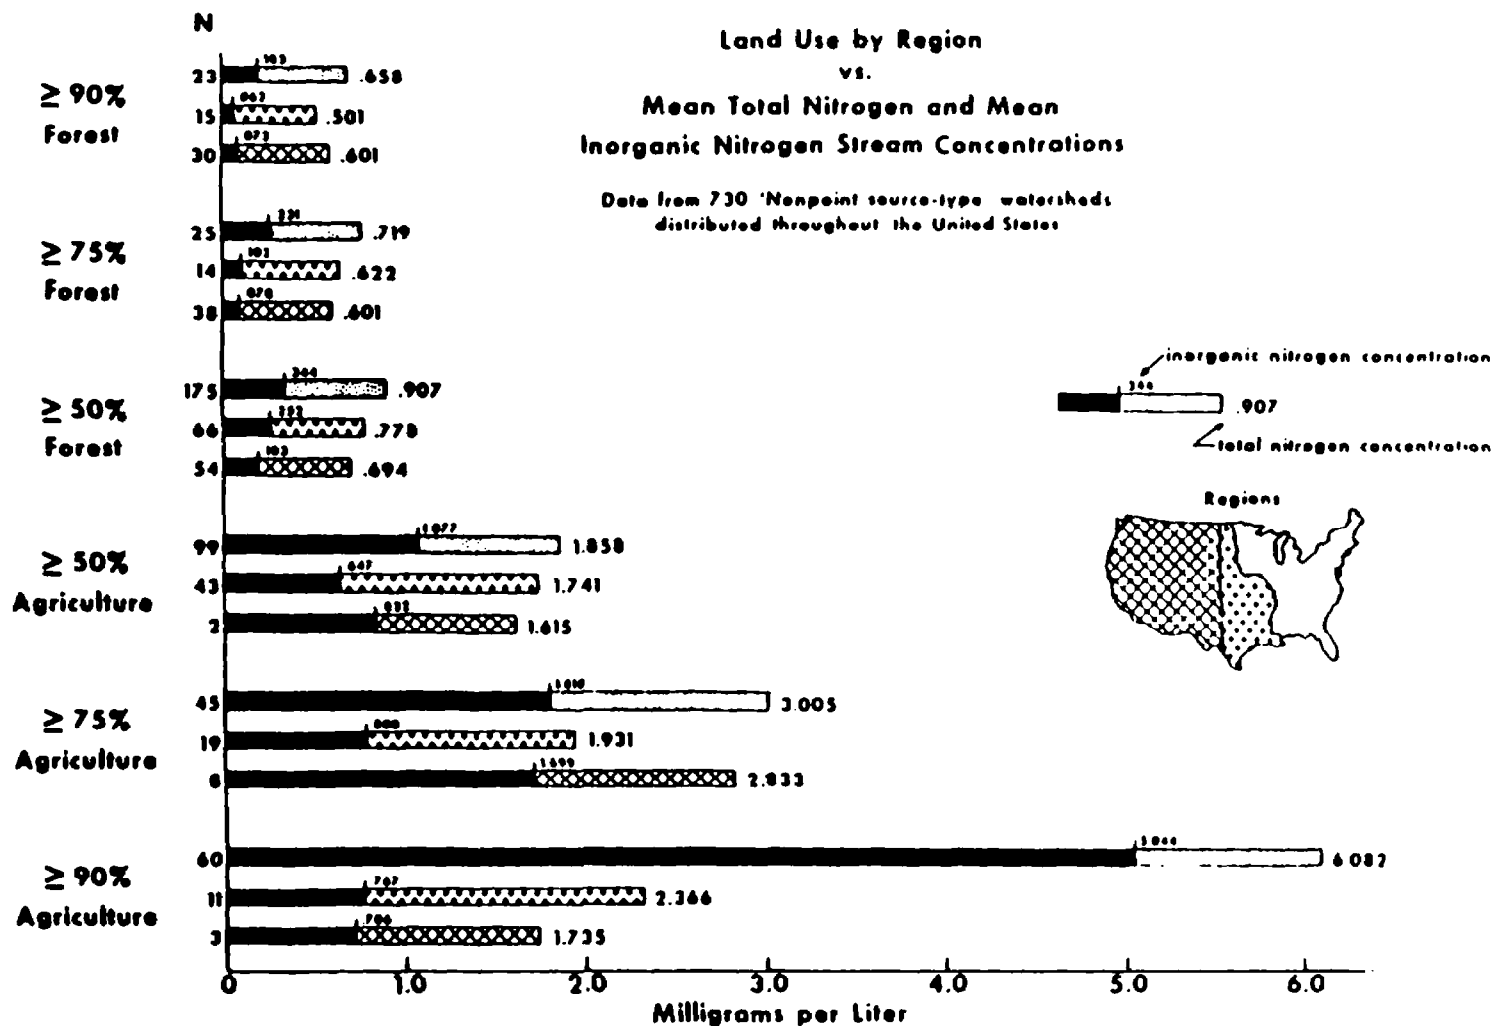 N
Land Use by Region
vs.
Mean Total Nitrogen and Mean
Inorganic Nitrogen Stream Concentrations
Data from 730 'Nonpoint source-type watersheds
distributed throughout the United States
≥ 90%
Forest
23 .658
15 .501
30 .601
≥ 75%
Forest
25 .719
14 .622
38 .601
≥ 50%
Forest
175 .907
66 .778
54 .694
inorganic nitrogen concentration
.907
total nitrogen concentration
Regions
≥ 50%
Agriculture
99 1.858
43 1.741
2 1.615
≥ 75%
Agriculture
45 3.005
19 1.931
2.833
≥ 90%
Agriculture
60 6.082
11 .767 2.366
3 .706 1.735
0 1.0 2.0 3.0 4.0 5.0 6.0
Milligrams per Liter